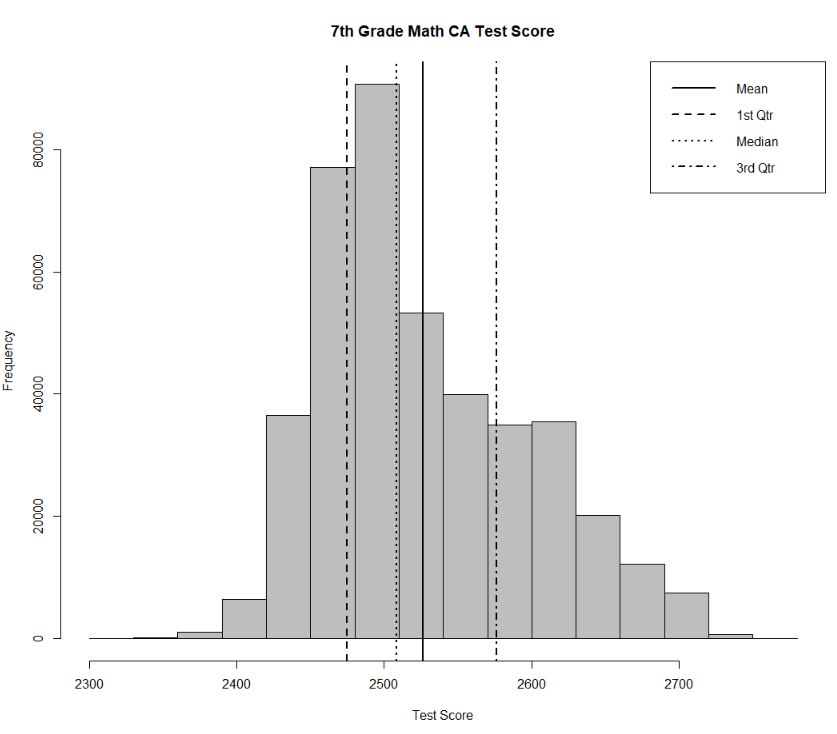 7th Grade Math CA Test Score
Mean
1st Qtr
Median
3rd Qtr
Frequency
80000
60000
40000
20000
0
2300 2400 2500 2600 2700
Test Score